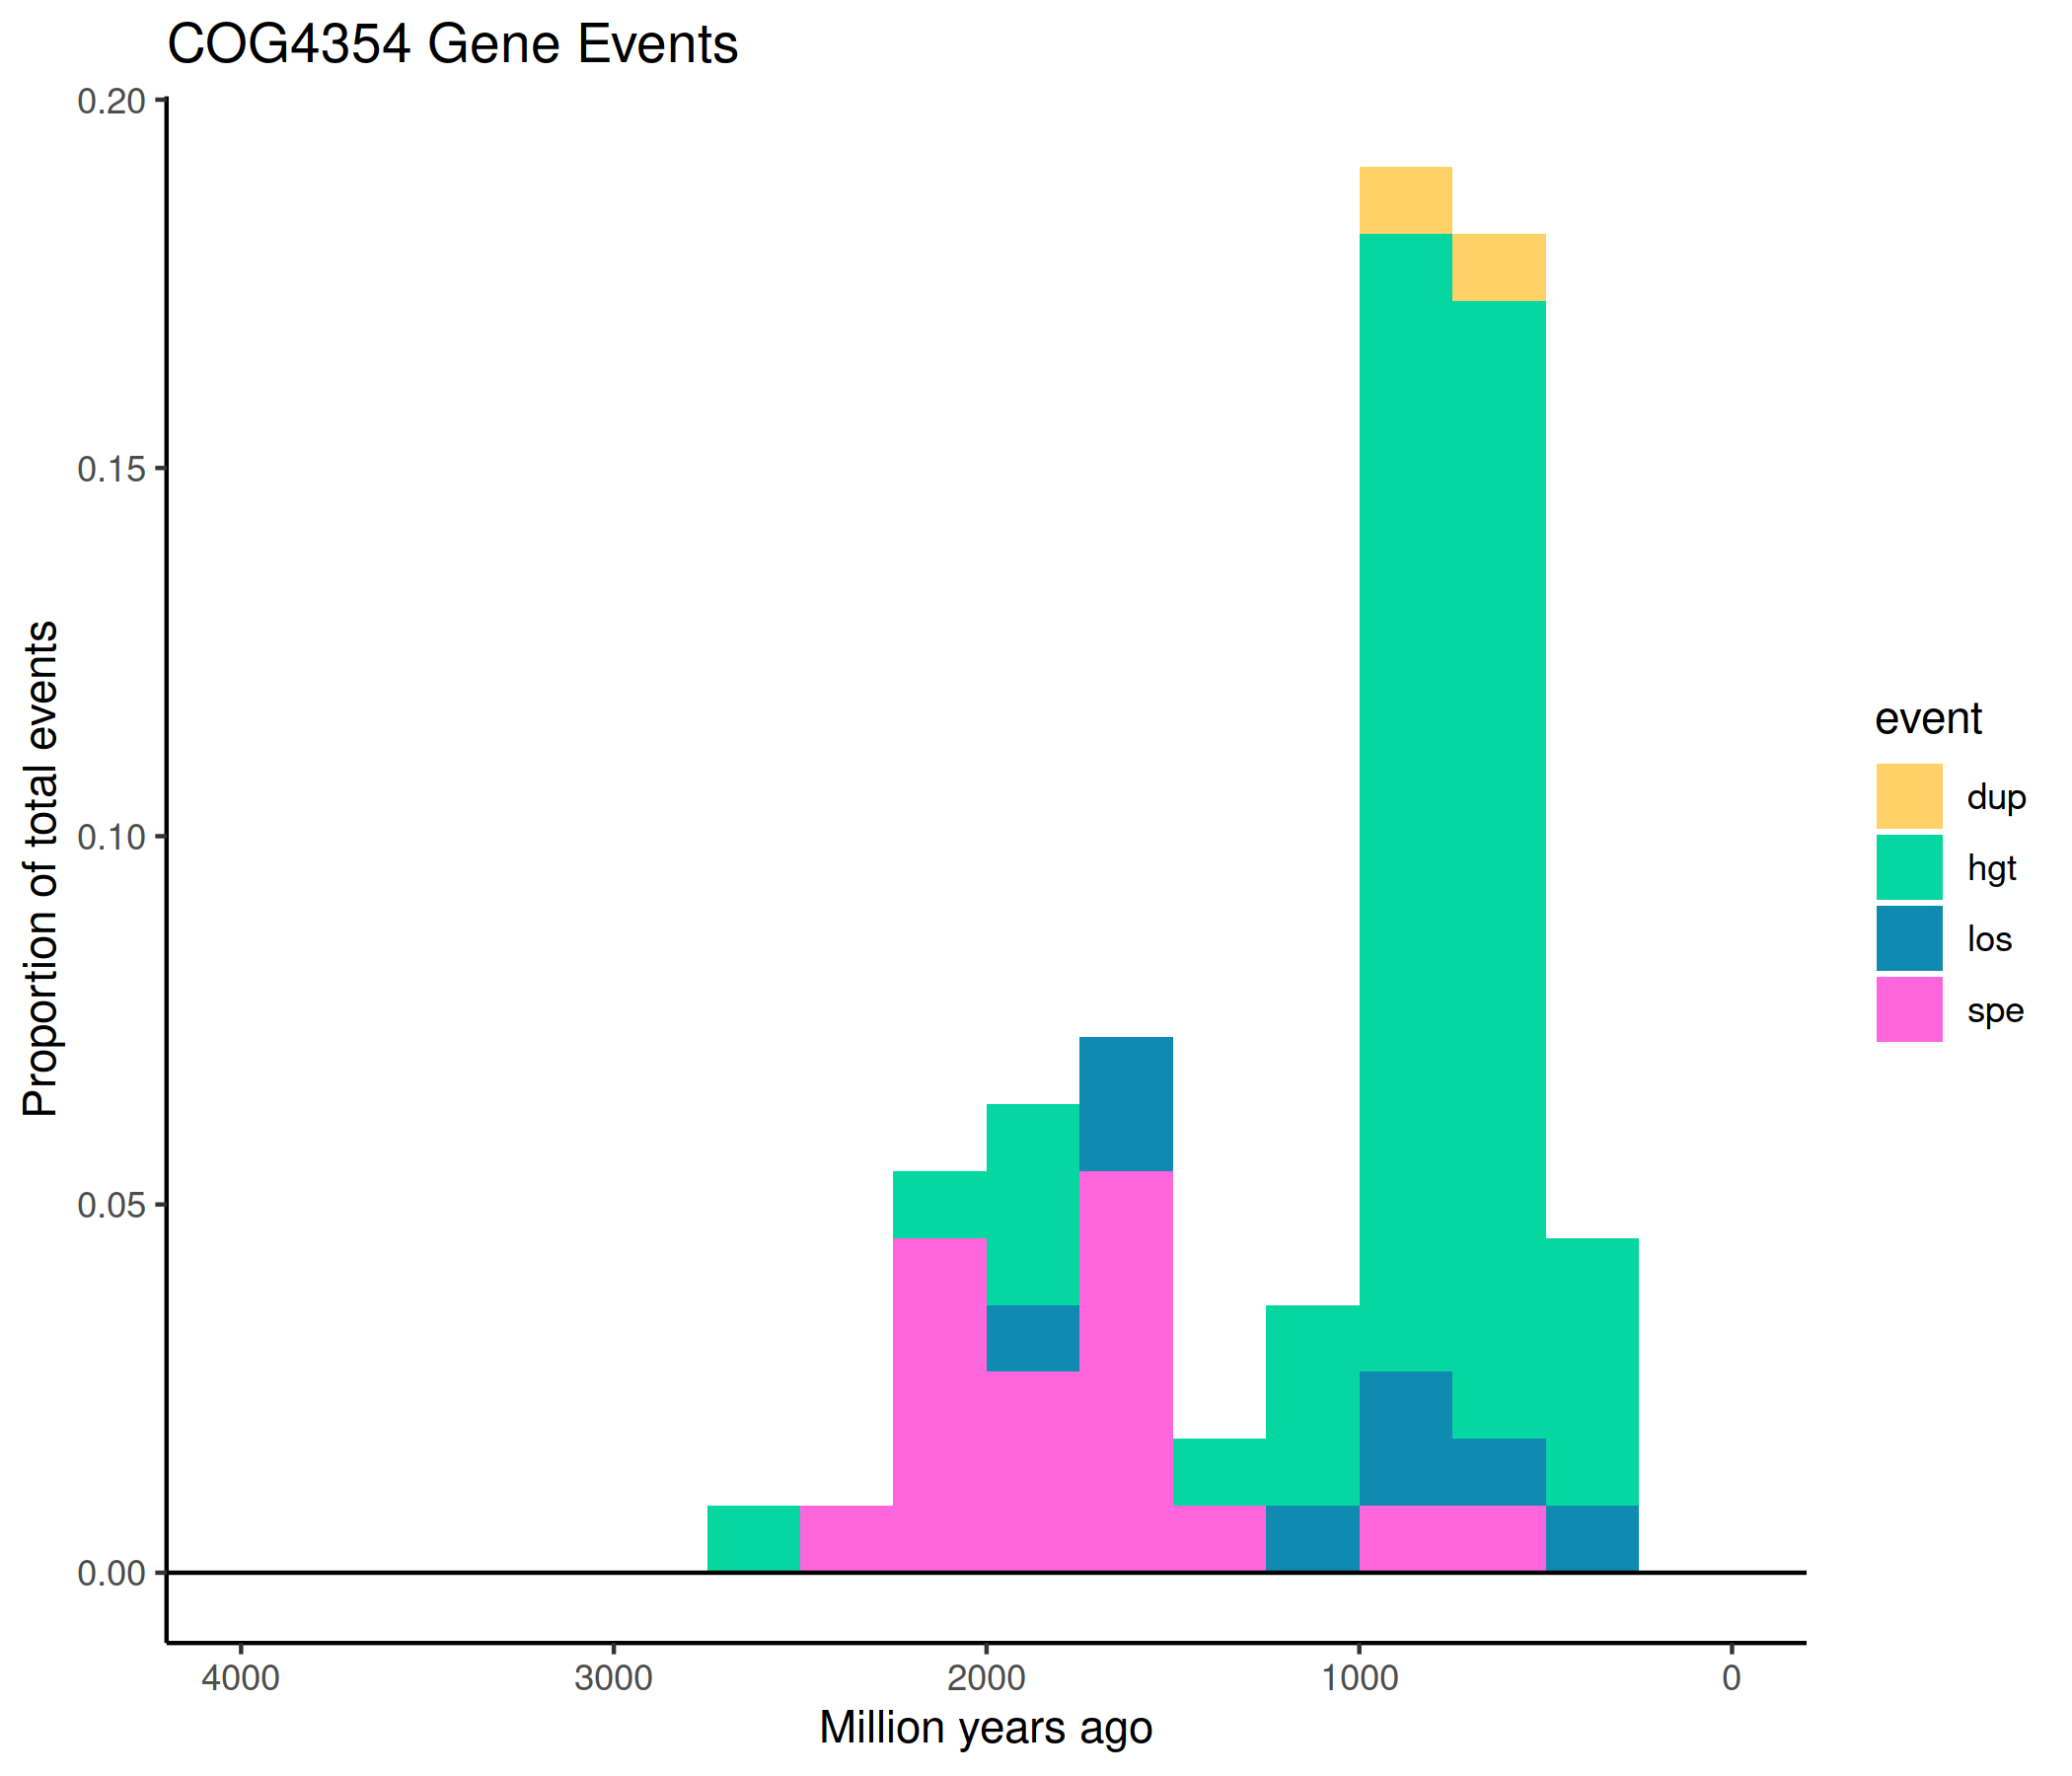 COG4354 Gene Events
0.20
0.15
0.10
0.05
0.00
Proportion of total events
4000 3000 2000 1000 0
Million years ago
event
dup
hgt
los
spe